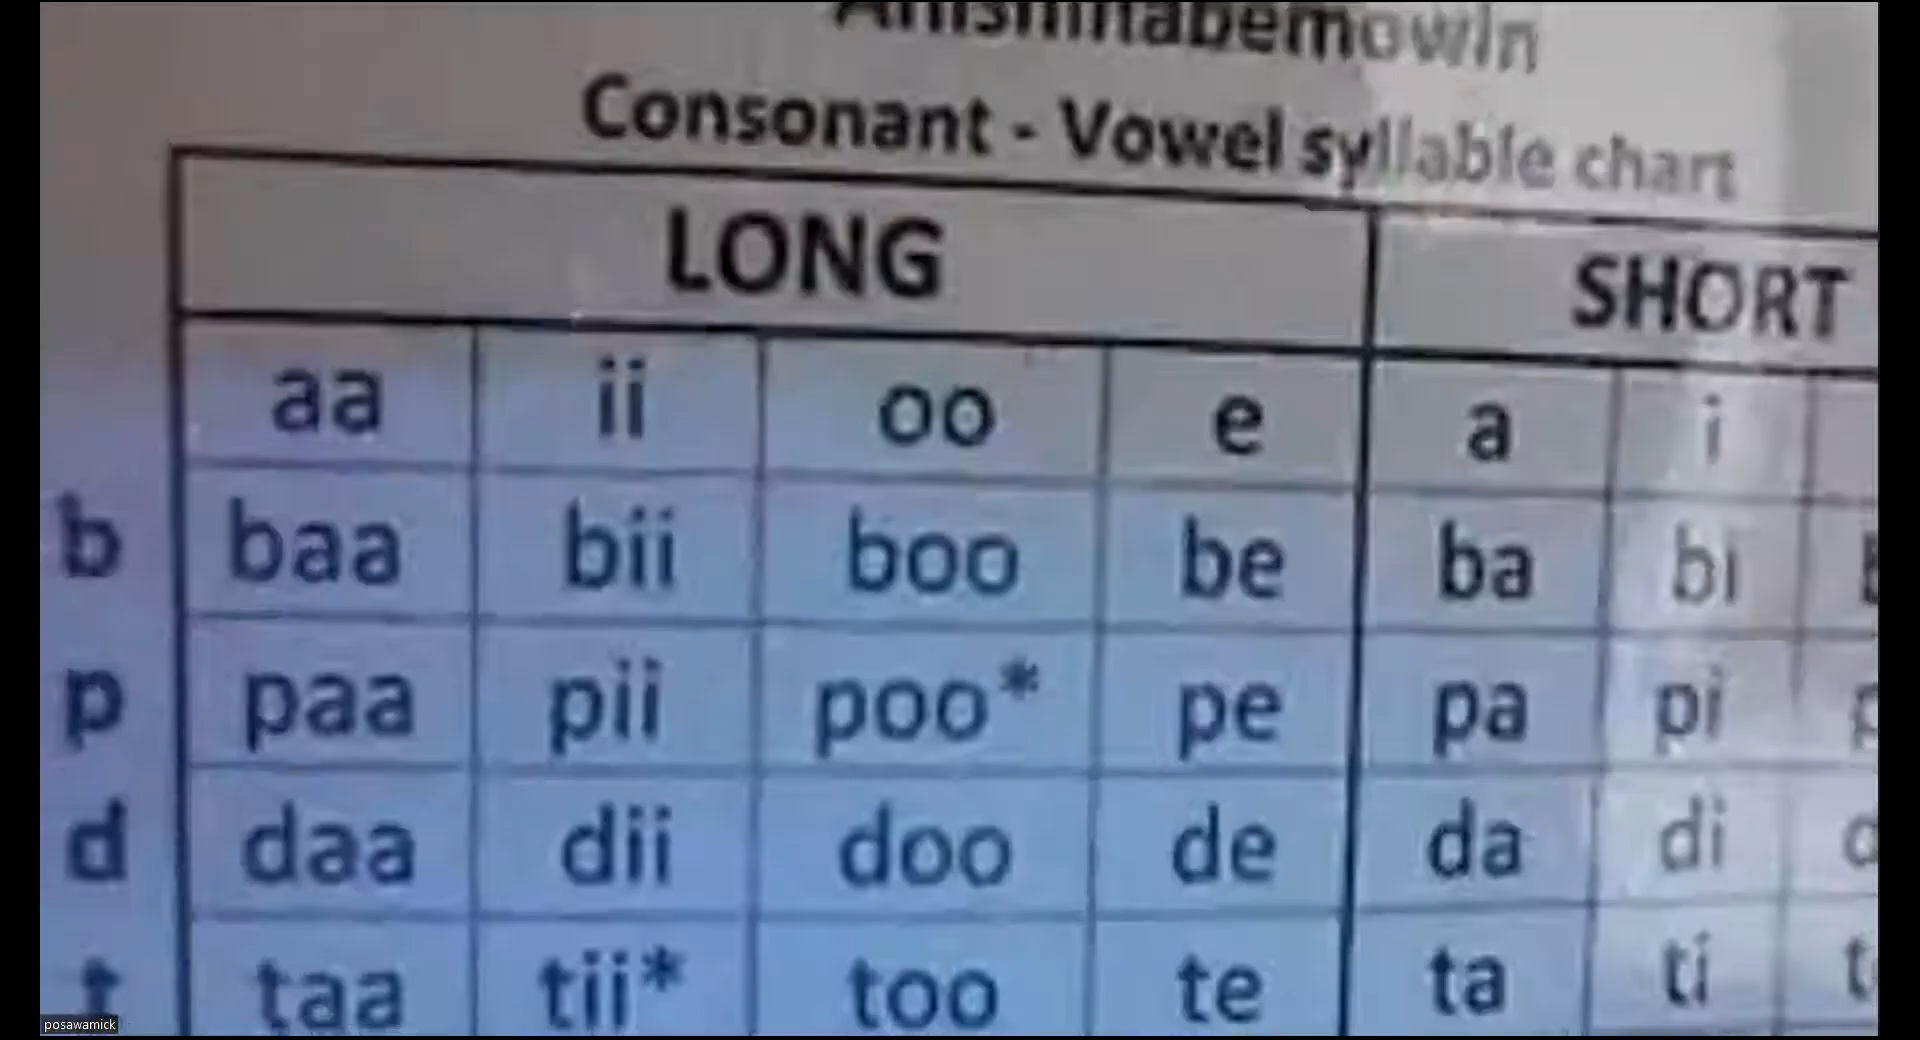 Anishinabemowin
Consonant - Vowel syllable chart
LONG SHORT
aa ii oo e a i
b baa bii boo be ba bi
p paa pii poo* pe pa pi
d daa dii doo de da di
t taa tii* too te ta ti
posawamick